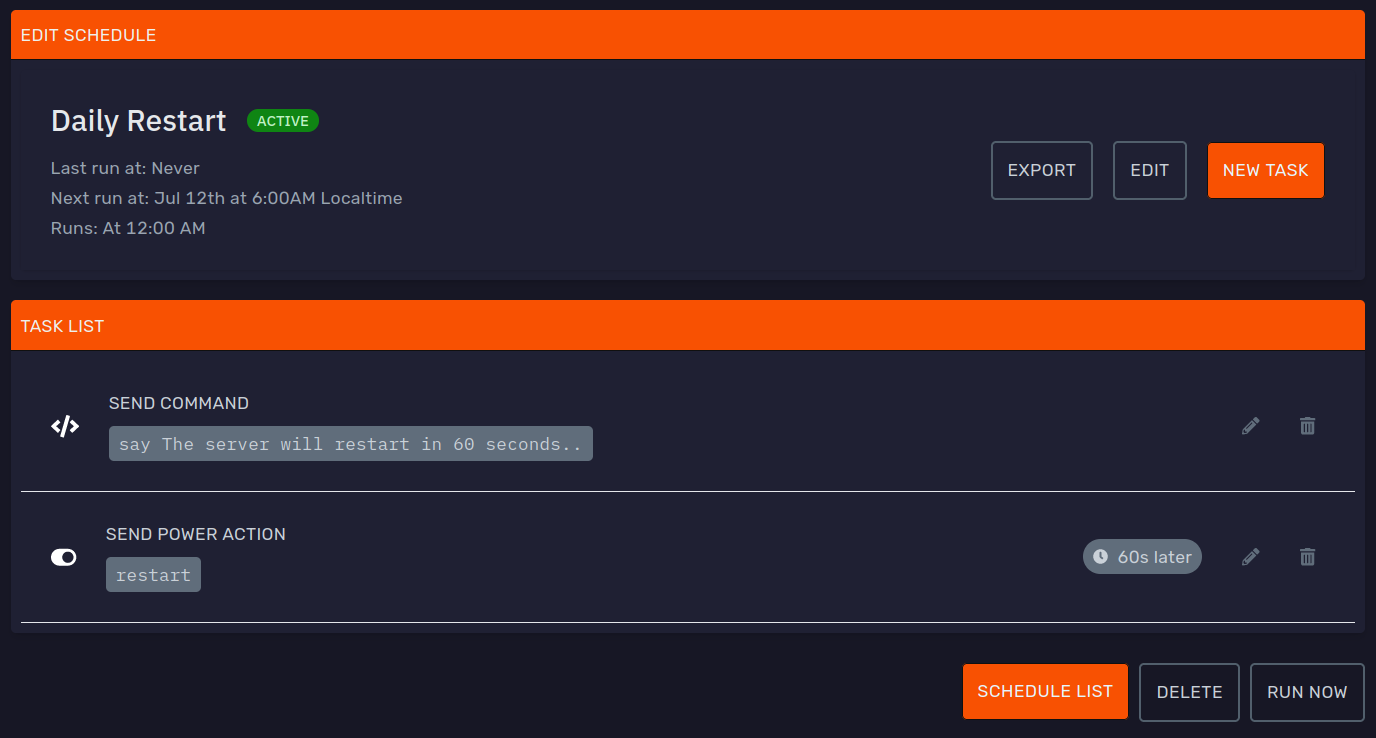 EDIT SCHEDULE
Daily Restart ACTIVE
Last run at: Never
Next run at: Jul 12th at 6:00AM Localtime
Runs: At 12:00 AM
EXPORT EDIT NEW TASK
TASK LIST
SEND COMMAND
say The server will restart in 60 seconds..
SEND POWER ACTION
restart
60s later
SCHEDULE LIST DELETE RUN NOW